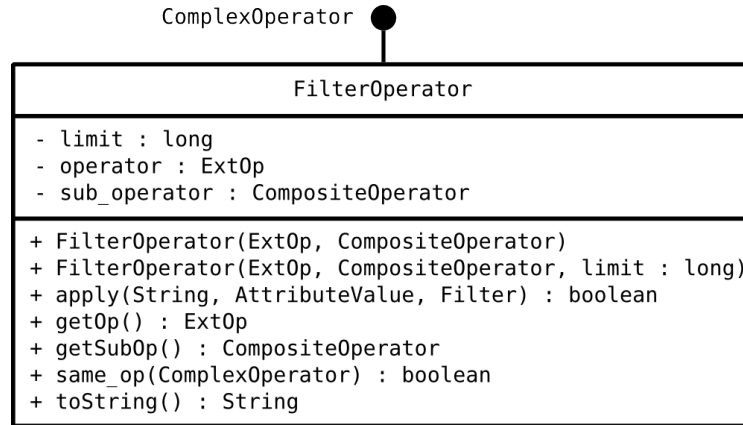 ComplexOperator
FilterOperator
- limit : long
- operator : ExtOp
- sub_operator : CompositeOperator
+ FilterOperator(ExtOp, CompositeOperator)
+ FilterOperator(ExtOp, CompositeOperator, limit : long)
+ apply(String, AttributeValue, Filter) : boolean
+ getOp() : ExtOp
+ getSubOp() : CompositeOperator
+ same_op(ComplexOperator) : boolean
+ toString() : String